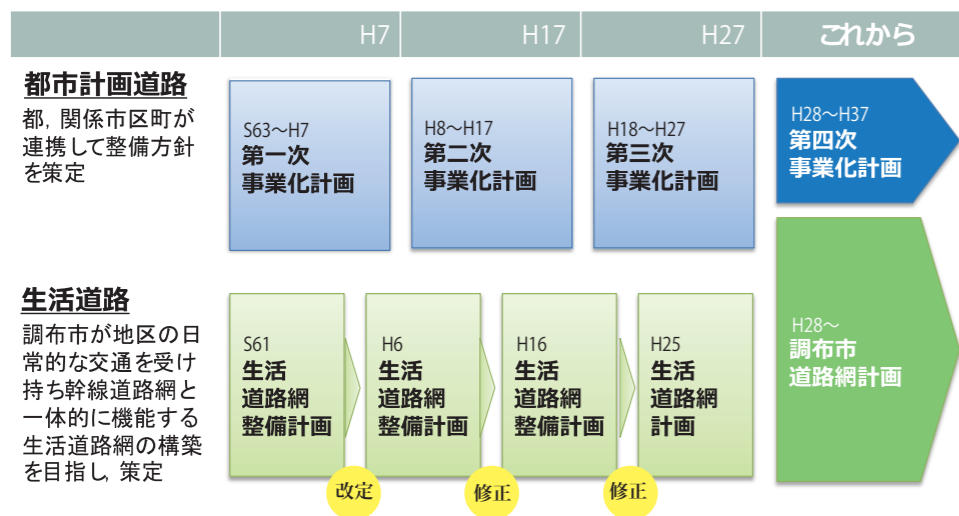 H7
H17
H27
これから
都市計画道路
都，関係市区町が
連携して整備方針
を策定
S63～H7
第一次
事業化計画
H8～H17
第二次
事業化計画
H18～H27
第三次
事業化計画
H28～H37
第四次
事業化計画
生活道路
調布市が地区の日
常的な交通を受け
持ち幹線道路網と
一体的に機能する
生活道路網の構築
を目指し，策定
S61
生活
道路網
整備計画
改定
H6
生活
道路網
整備計画
修正
H16
生活
道路網
整備計画
修正
H25
生活
道路網
計画
H28～
調布市
道路網計画